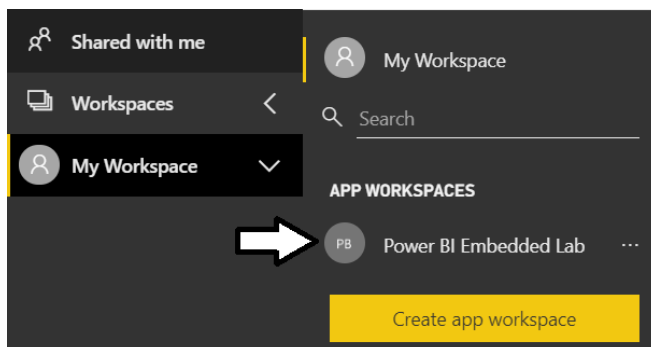 Shared with me
Workspaces
My Workspace
My Workspace
Search
APP WORKSPACES
PB Power BI Embedded Lab ...
Create app workspace